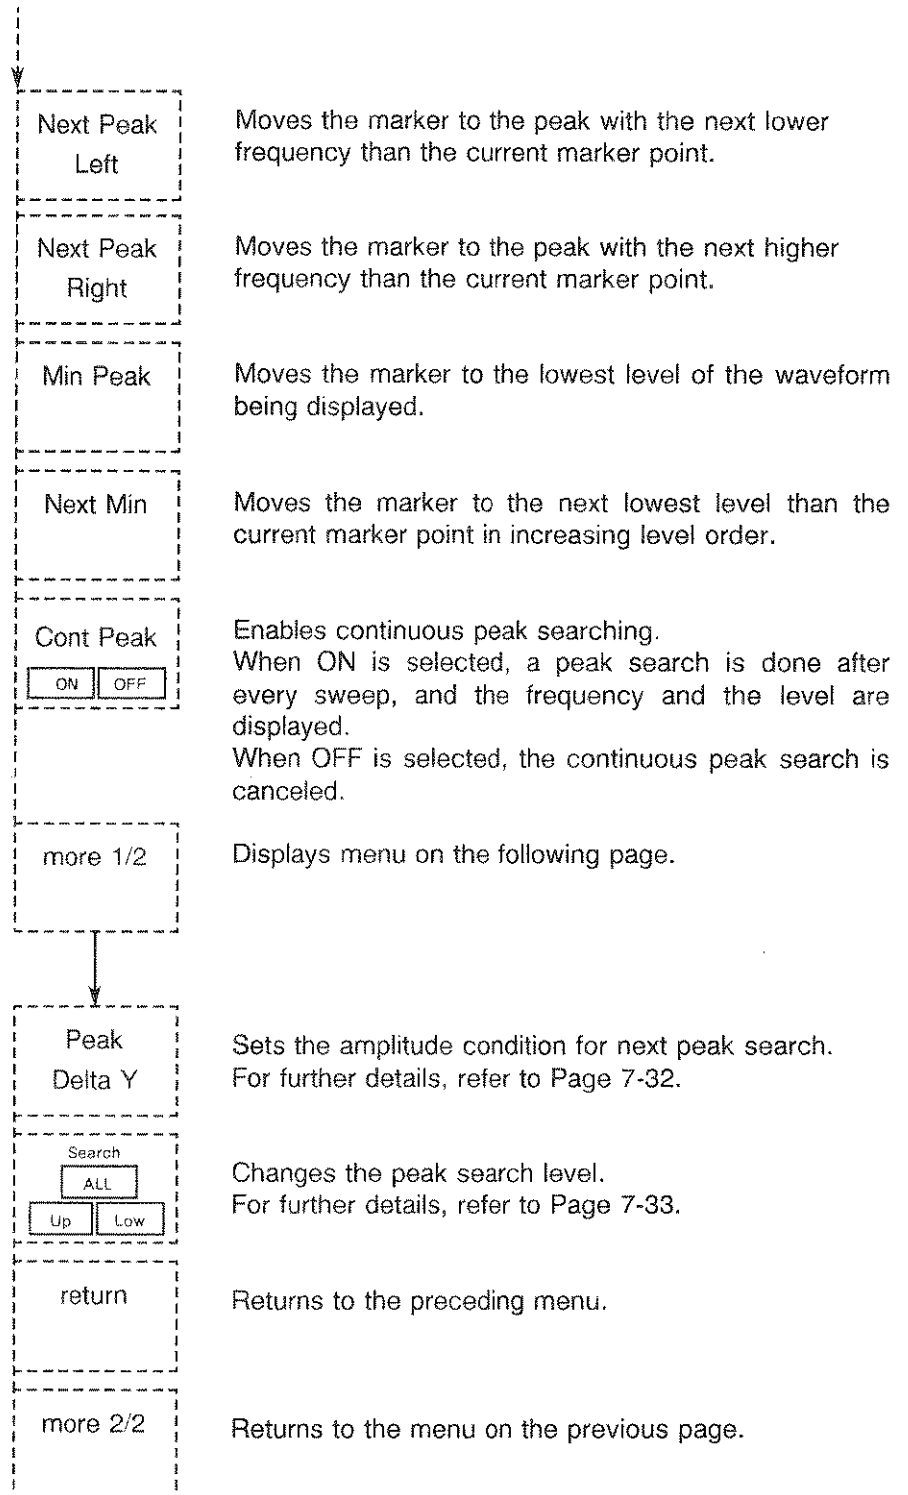 Next Peak
Left
Moves the marker to the peak with the next lower
frequency than the current marker point.
Next Peak
Right
Moves the marker to the peak with the next higher
frequency than the current marker point.
Min Peak
Moves the marker to the lowest level of the waveform
being displayed.
Next Min
Moves the marker to the next lowest level than the
current marker point in increasing level order.
Cont Peak
ON OFF
Enables continuous peak searching.
When ON is selected, a peak search is done after
every sweep, and the frequency and the level are
displayed.
When OFF is selected, the continuous peak search is
canceled.
more 1/2
Displays menu on the following page.
Peak
Delta Y
Sets the amplitude condition for next peak search.
For further details, refer to Page 7-32.
Search
ALL
Up Low
Changes the peak search level.
For further details, refer to Page 7-33.
return
Returns to the preceding menu.
more 2/2
Returns to the menu on the previous page.